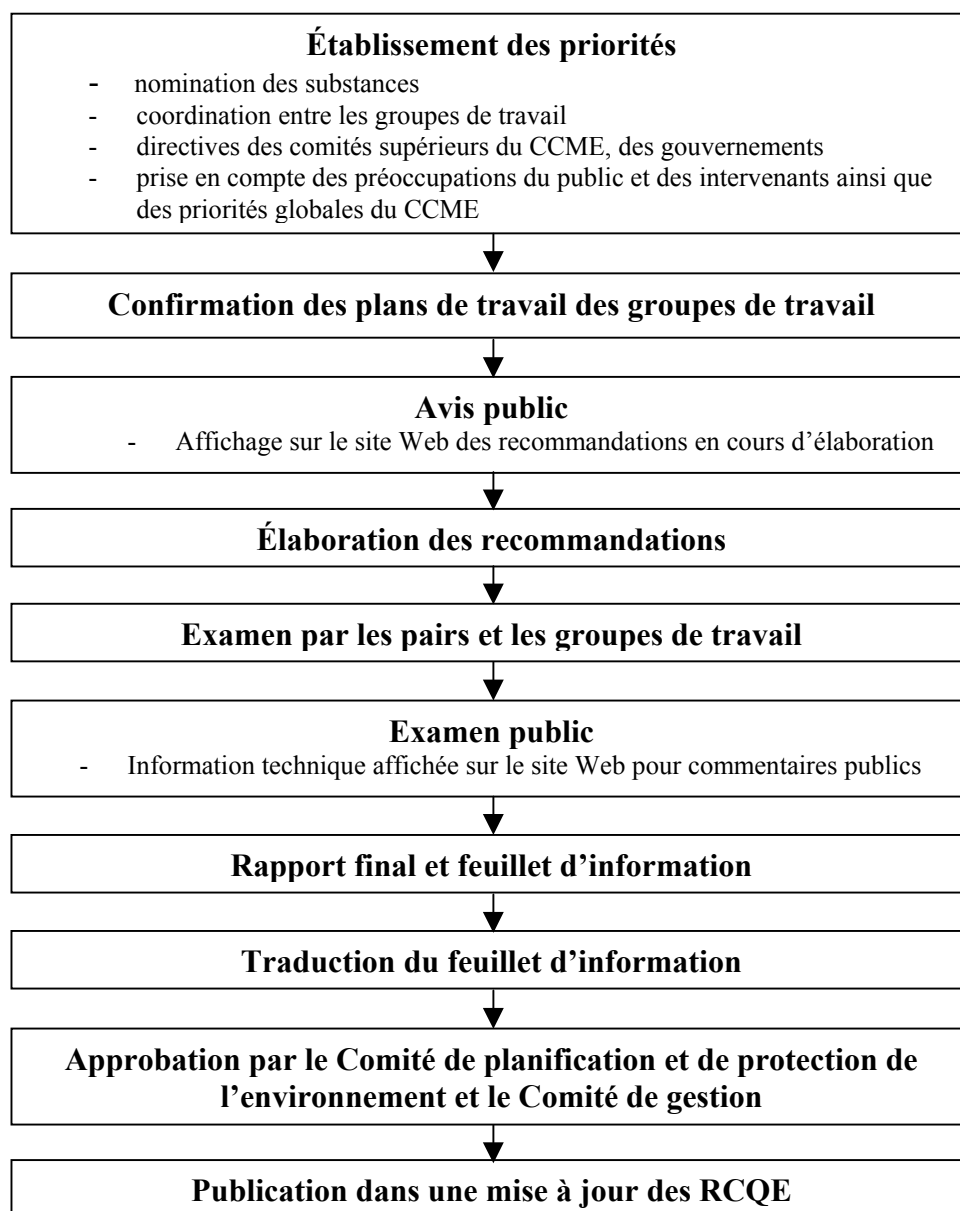 Établissement des priorités
- nomination des substances
- coordination entre les groupes de travail
- directives des comités supérieurs du CCME, des gouvernements
- prise en compte des préoccupations du public et des intervenants ainsi que
des priorités globales du CCME
Confirmation des plans de travail des groupes de travail
Avis public
- Affichage sur le site Web des recommandations en cours d’élaboration
Élaboration des recommandations
Examen par les pairs et les groupes de travail
Examen public
- Information technique affichée sur le site Web pour commentaires publics
Rapport final et feuillet d’information
Traduction du feuillet d’information
Approbation par le Comité de planification et de protection de
l’environnement et le Comité de gestion
Publication dans une mise à jour des RCQE